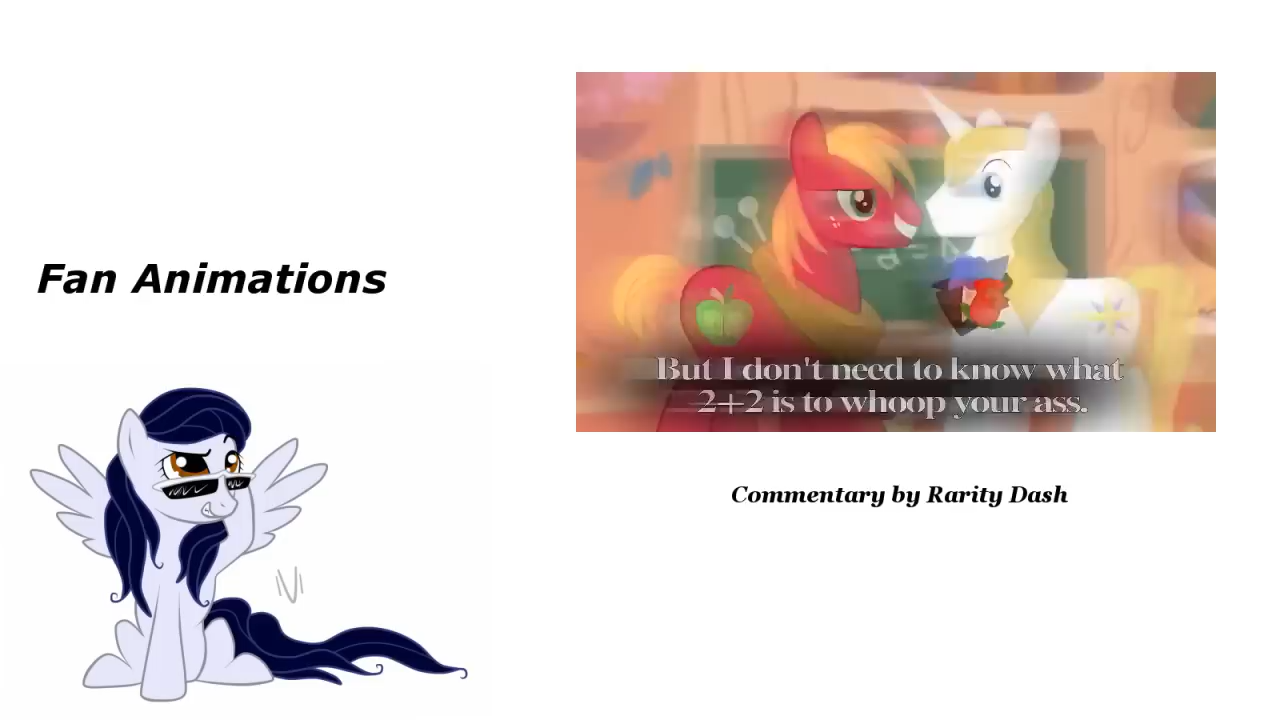 Fan Animations
But I don't need to know what
2+2 is to whoop your ass.
Commentary by Rarity Dash